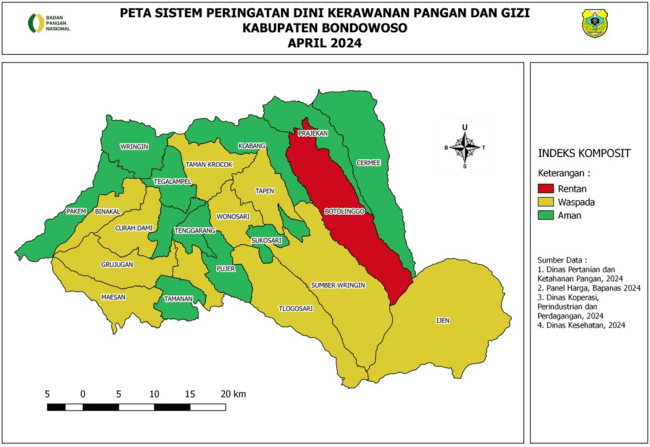 BADAN
PANGAN
NASIONAL
PETA SISTEM PERINGATAN DINI KERAWANAN PANGAN DAN GIZI
KABUPATEN BONDOWOSO
APRIL 2024
WRINGIN
TEGALAMPEL
TAMAN KROCOK
KLABANG
PRAJEKAN
CERMEE
PAKEM
BINAKAL
CURAH DAMI
TAPEN
WONOSARI
BOTOLINGGO
TENGGARANG
SUKOSARI
GRUJUGAN
PUJER
MAESAN
TAMANAN
SUMBER WRINGIN
TLOGOSARI
IJEN
U
B
T
S
5 0 5 10 15 20 km
INDEKS KOMPOSIT
Keterangan :
Rentan
Waspada
Aman
Sumber Data :
1. Dinas Pertanian dan
Ketahanan Pangan, 2024
2. Panel Harga, Bapanas 2024
3. Dinas Koperasi,
Perindustrian dan
Perdagangan, 2024
4. Dinas Kesehatan, 2024